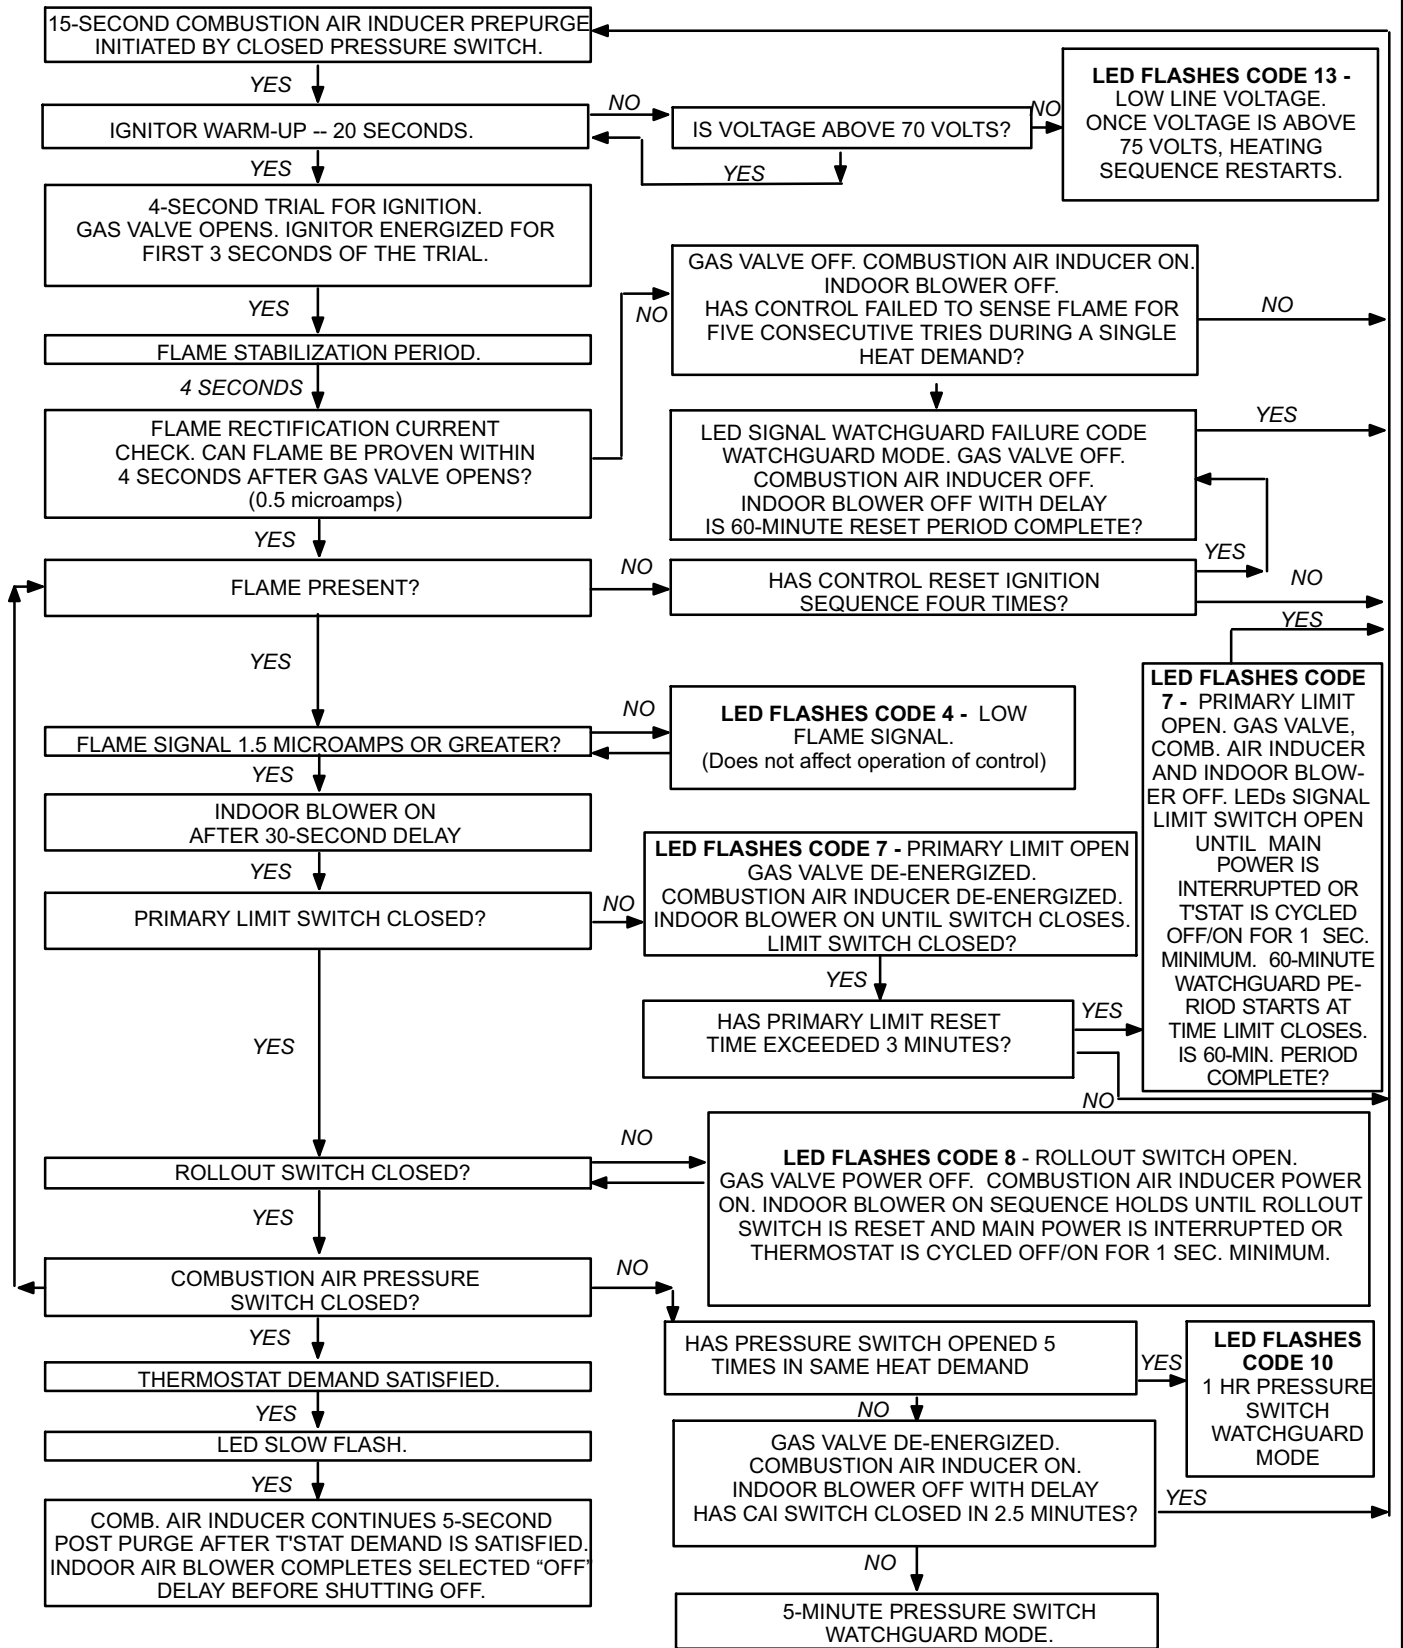 15-SECOND COMBUSTION AIR INDUCER PREPURGE
INITIATED BY CLOSED PRESSURE SWITCH.
YES
IGNITOR WARM-UP -- 20 SECONDS.
NO
IS VOLTAGE ABOVE 70 VOLTS?
NO
YES
LED FLASHES CODE 13 -
LOW LINE VOLTAGE.
ONCE VOLTAGE IS ABOVE
75 VOLTS, HEATING
SEQUENCE RESTARTS.
YES
4-SECOND TRIAL FOR IGNITION.
GAS VALVE OPENS. IGNITOR ENERGIZED FOR
FIRST 3 SECONDS OF THE TRIAL.
YES
FLAME STABILIZATION PERIOD.
4 SECONDS
FLAME RECTIFICATION CURRENT
CHECK. CAN FLAME BE PROVEN WITHIN
4 SECONDS AFTER GAS VALVE OPENS?
(0.5 microamps)
NO
GAS VALVE OFF. COMBUSTION AIR INDUCER ON.
INDOOR BLOWER OFF.
HAS CONTROL FAILED TO SENSE FLAME FOR
FIVE CONSECUTIVE TRIES DURING A SINGLE
HEAT DEMAND?
NO
LED SIGNAL WATCHGUARD FAILURE CODE
WATCHGUARD MODE. GAS VALVE OFF.
COMBUSTION AIR INDUCER OFF.
INDOOR BLOWER OFF WITH DELAY
IS 60-MINUTE RESET PERIOD COMPLETE?
YES
YES
FLAME PRESENT?
NO
HAS CONTROL RESET IGNITION
SEQUENCE FOUR TIMES?
YES
NO
YES
FLAME SIGNAL 1.5 MICROAMPS OR GREATER?
NO
LED FLASHES CODE 4 - LOW
FLAME SIGNAL.
(Does not affect operation of control)
YES
INDOOR BLOWER ON
AFTER 30-SECOND DELAY
YES
PRIMARY LIMIT SWITCH CLOSED?
NO
LED FLASHES CODE 7 - PRIMARY LIMIT OPEN
GAS VALVE DE-ENERGIZED.
COMBUSTION AIR INDUCER DE-ENERGIZED.
INDOOR BLOWER ON UNTIL SWITCH CLOSES.
LIMIT SWITCH CLOSED?
YES
HAS PRIMARY LIMIT RESET
TIME EXCEEDED 3 MINUTES?
YES
NO
YES
LED FLASHES CODE
7 - PRIMARY LIMIT
OPEN. GAS VALVE,
COMB. AIR INDUCER
AND INDOOR BLOW-
ER OFF. LEDs SIGNAL
LIMIT SWITCH OPEN
UNTIL MAIN
POWER IS
INTERRUPTED OR
T'STAT IS CYCLED
OFF/ON FOR 1 SEC.
MINIMUM. 60-MINUTE
WATCHGUARD PE-
RIOD STARTS AT
TIME LIMIT CLOSES.
IS 60-MIN. PERIOD
COMPLETE?
YES
ROLLOUT SWITCH CLOSED?
NO
LED FLASHES CODE 8 - ROLLOUT SWITCH OPEN.
GAS VALVE POWER OFF. COMBUSTION AIR INDUCER POWER
ON. INDOOR BLOWER ON SEQUENCE HOLDS UNTIL ROLLOUT
SWITCH IS RESET AND MAIN POWER IS INTERRUPTED OR
THERMOSTAT IS CYCLED OFF/ON FOR 1 SEC. MINIMUM.
YES
COMBUSTION AIR PRESSURE
SWITCH CLOSED?
NO
HAS PRESSURE SWITCH OPENED 5
TIMES IN SAME HEAT DEMAND
YES
LED FLASHES
CODE 10
1 HR PRESSURE
SWITCH
WATCHGUARD
MODE
NO
GAS VALVE DE-ENERGIZED.
COMBUSTION AIR INDUCER ON.
INDOOR BLOWER OFF WITH DELAY
HAS CAI SWITCH CLOSED IN 2.5 MINUTES?
YES
NO
5-MINUTE PRESSURE SWITCH
WATCHGUARD MODE.
YES
THERMOSTAT DEMAND SATISFIED.
YES
LED SLOW FLASH.
YES
COMB. AIR INDUCER CONTINUES 5-SECOND
POST PURGE AFTER T'STAT DEMAND IS SATISFIED.
INDOOR AIR BLOWER COMPLETES SELECTED “OFF”
DELAY BEFORE SHUTTING OFF.